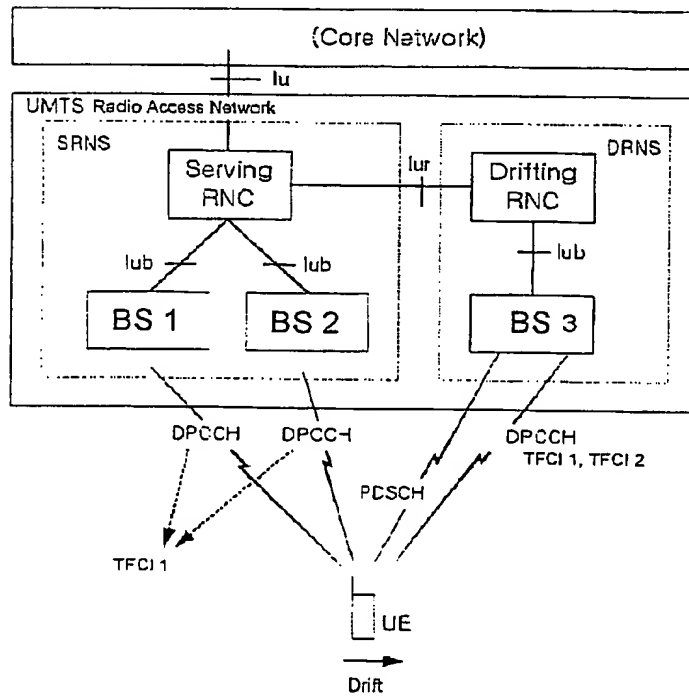 (Core Network)
Iu
UMTS Radio Access Network
SRNS
DRNS
Serving
RNC
Iur
Drifting
RNC
Iub
Iub
Iub
BS 1
BS 2
BS 3
DPCCH
DPCCH
DPCCH
TFCI 1, TFCI 2
PDSCH
TFCI 1
UE
Drift